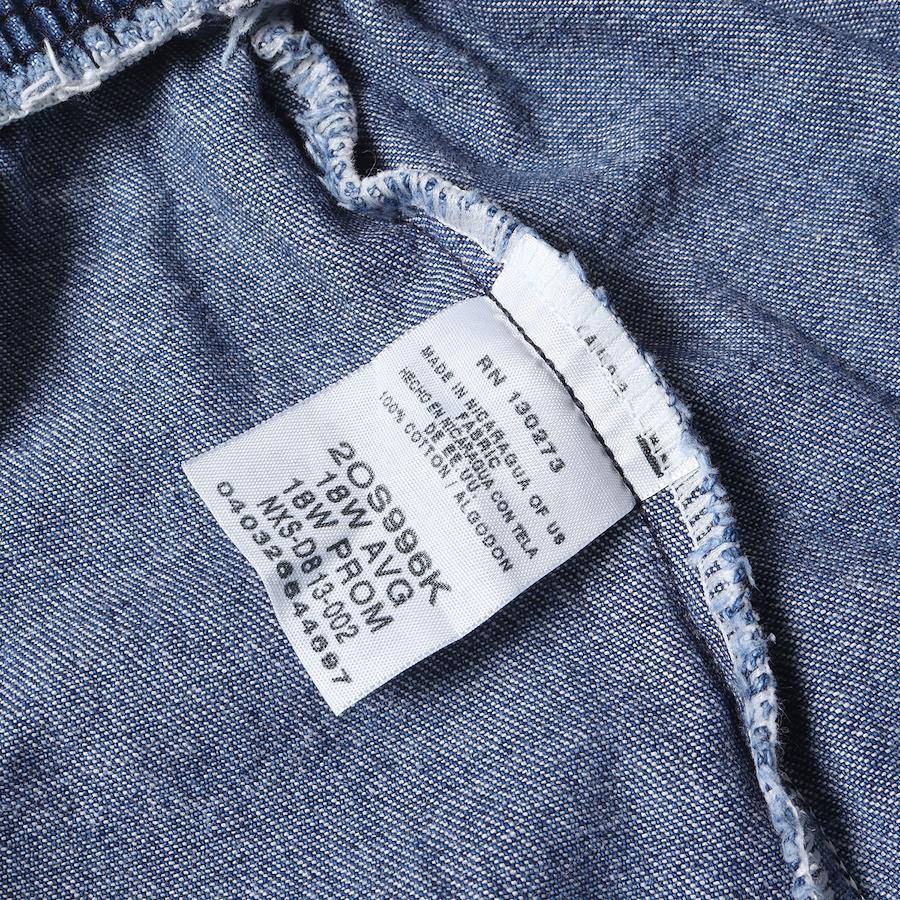 RN 130273
MADE IN NICARAGUA OF US
FABRIC
HECHO EN NICARAGUA CON TELA
DE EE UU
100% COTTON / ALGODON
20S996K
18W AVG
18W PROM
NXS-D813-002